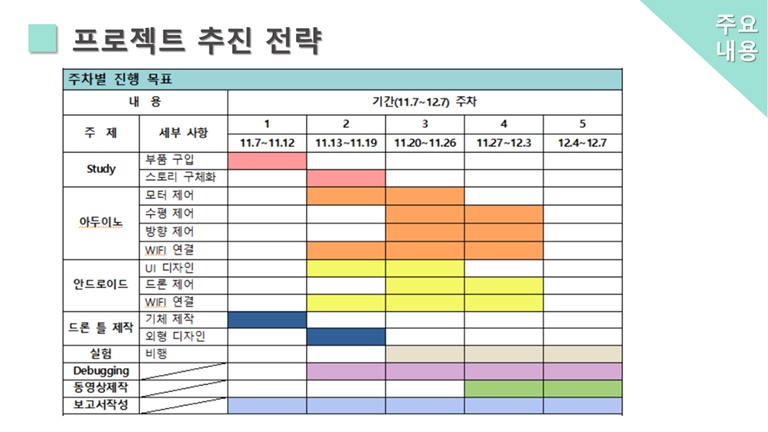 프로젝트 추진 전략
주요
내용
주차별 진행 목표
내 용 기간(11.7~12.7) 주차
주 제 세부 사항 1 2 3 4 5
11.7~11.12 11.13~11.19 11.20~11.26 11.27~12.3 12.4~12.7
Study 부품 구입
스토리 구체화
아두이노 모터 제어
수평 제어
방향 제어
WIFI 연결
안드로이드 UI 디자인
드론 제어
WIFI 연결
드론 틀 제작 기체 제작
외형 디자인
실험 비행
Debugging
동영상제작
보고서작성